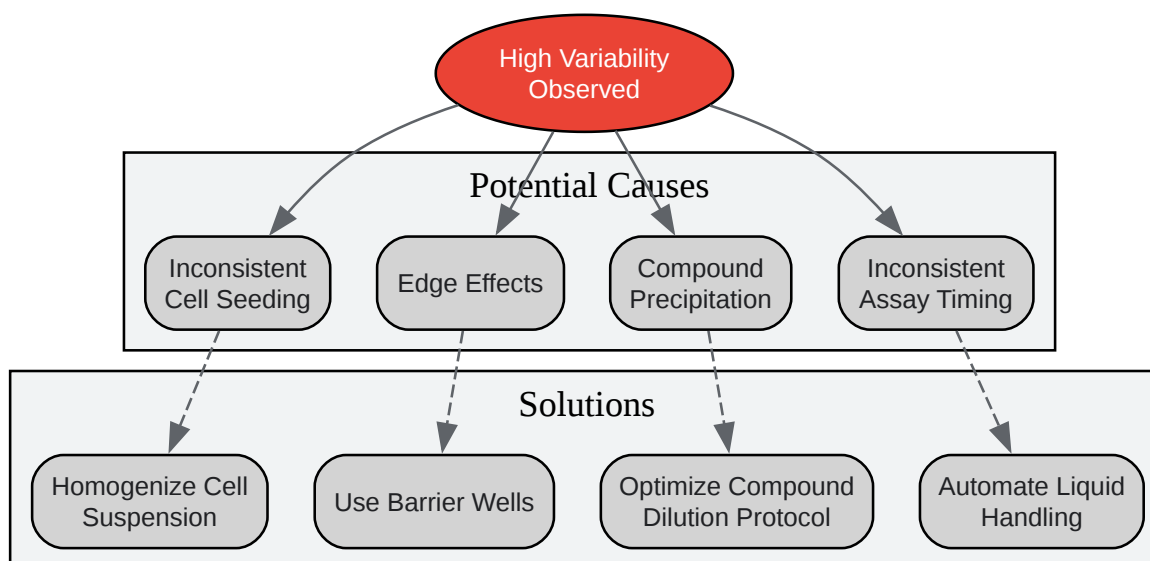 High Variability
Observed
Potential Causes
Inconsistent
Cell Seeding
Edge Effects
Compound
Precipitation
Inconsistent
Assay Timing
Solutions
Homogenize Cell
Suspension
Use Barrier Wells
Optimize Compound
Dilution Protocol
Automate Liquid
Handling